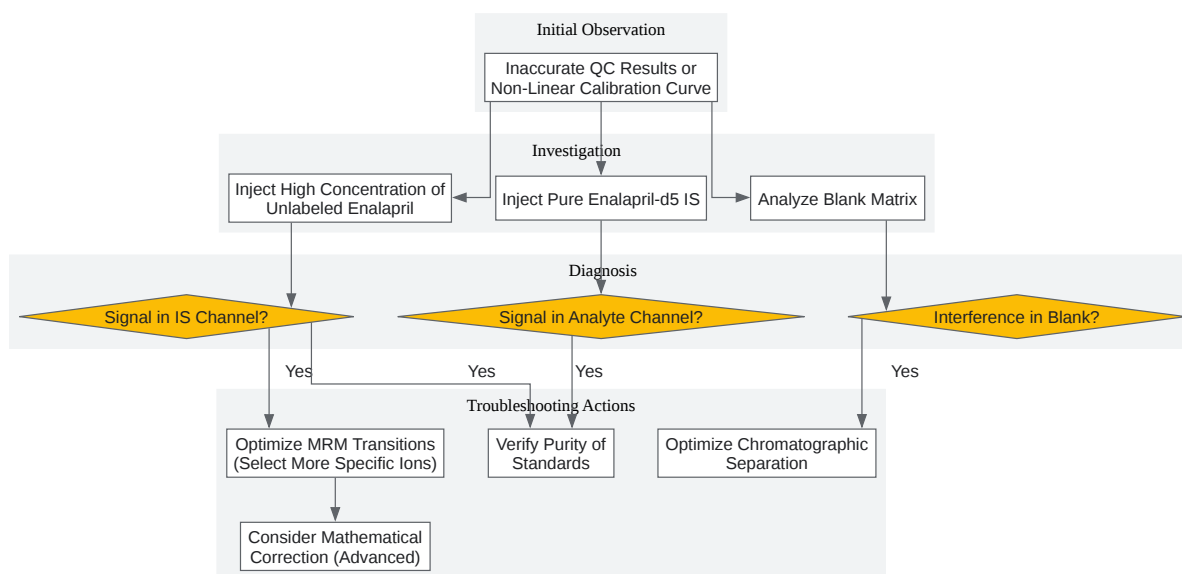 Initial Observation
Inaccurate QC Results or
Non-Linear Calibration Curve
Investigation
Inject High Concentration of
Unlabeled Enalapril
Inject Pure Enalapril-d5 IS
Analyze Blank Matrix
Diagnosis
Signal in IS Channel?
Signal in Analyte Channel?
Interference in Blank?
Yes
Yes
Yes
Yes
Troubleshooting Actions
Optimize MRM Transitions
(Select More Specific Ions)
Verify Purity of
Standards
Optimize Chromatographic
Separation
Consider Mathematical
Correction (Advanced)